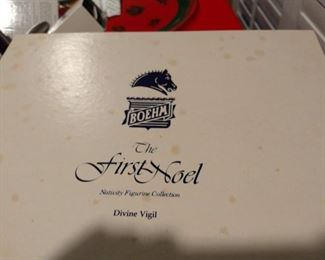 BOEHM
The
First Noel
Nativity Figurine Collection
Divine Vigil